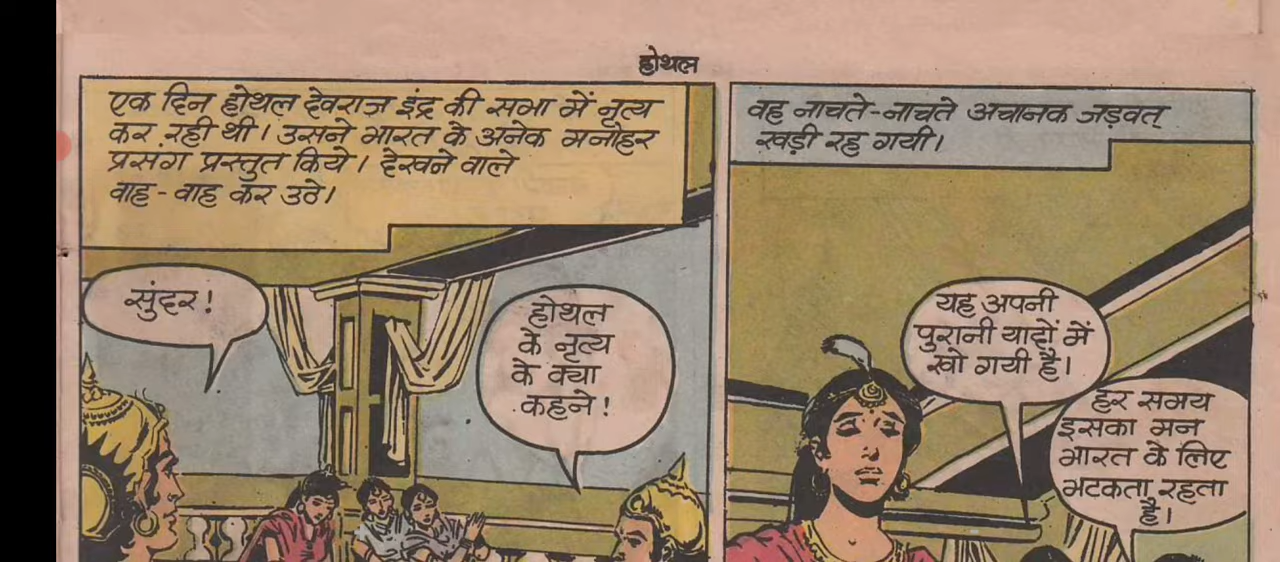 होथल
एक दिन होथल देवराज इंद्र की सभा में नृत्य
कर रही थी। उसने भारत के अनेक मनोहर
प्रसंग प्रस्तुत किये। देखने वाले
वाह-वाह कर उठे।
सुंदर!
होथल
के नृत्य
के क्या
कहने!
वह नाचते-नाचते अचानक जड़वत्
खड़ी रह गयी।
यह अपनी
पुरानी यादों में
खो गयी है।
हर समय
इसका मन
भारत के लिए
भटकता रहता
है।